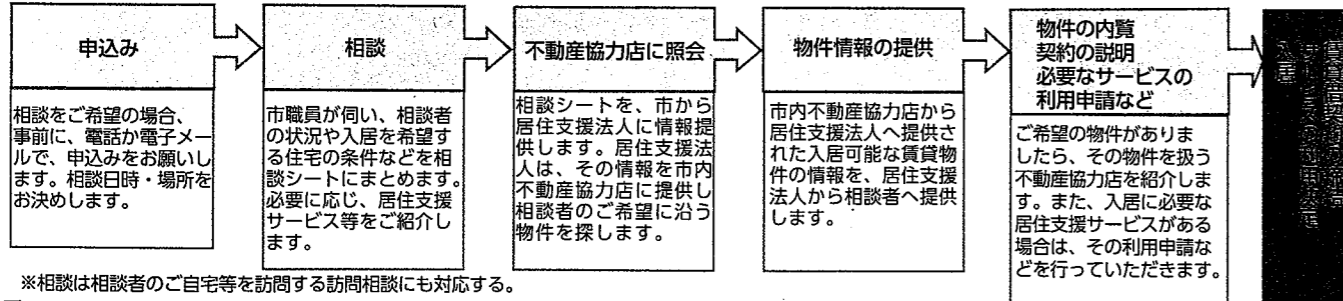 申込み
相談をご希望の場合、
事前に、電話か電子メー
ルで、申込みをお願いし
ます。相談日時・場所を
お決めします。
相談
市職員が伺い、相談者
の状況や入居を希望す
る住宅の条件などを相
談シートにまとめます。
必要に応じ、居住支援
サービス等をご紹介し
ます。
不動産協力店に照会
相談シートを、市から
居住支援法人に情報提
供します。居住支援法
人は、その情報を市内
不動産協力店に提供し
相談者のご希望に沿う
物件を探します。
物件情報の提供
市内不動産協力店から
居住支援法人へ提供さ
れた入居可能な賃貸物
件の情報を、居住支援
法人から相談者へ提供
します。
物件の内覧
契約の説明
必要なサービスの
利用申請など
ご希望の物件がありま
したら、その物件を扱う
不動産協力店を紹介しま
す。また、入居に必要な
居住支援サービスがある
場合は、その利用申請な
どを行っていただきます。
※相談は相談者のご自宅等を訪問する訪問相談にも対応する。